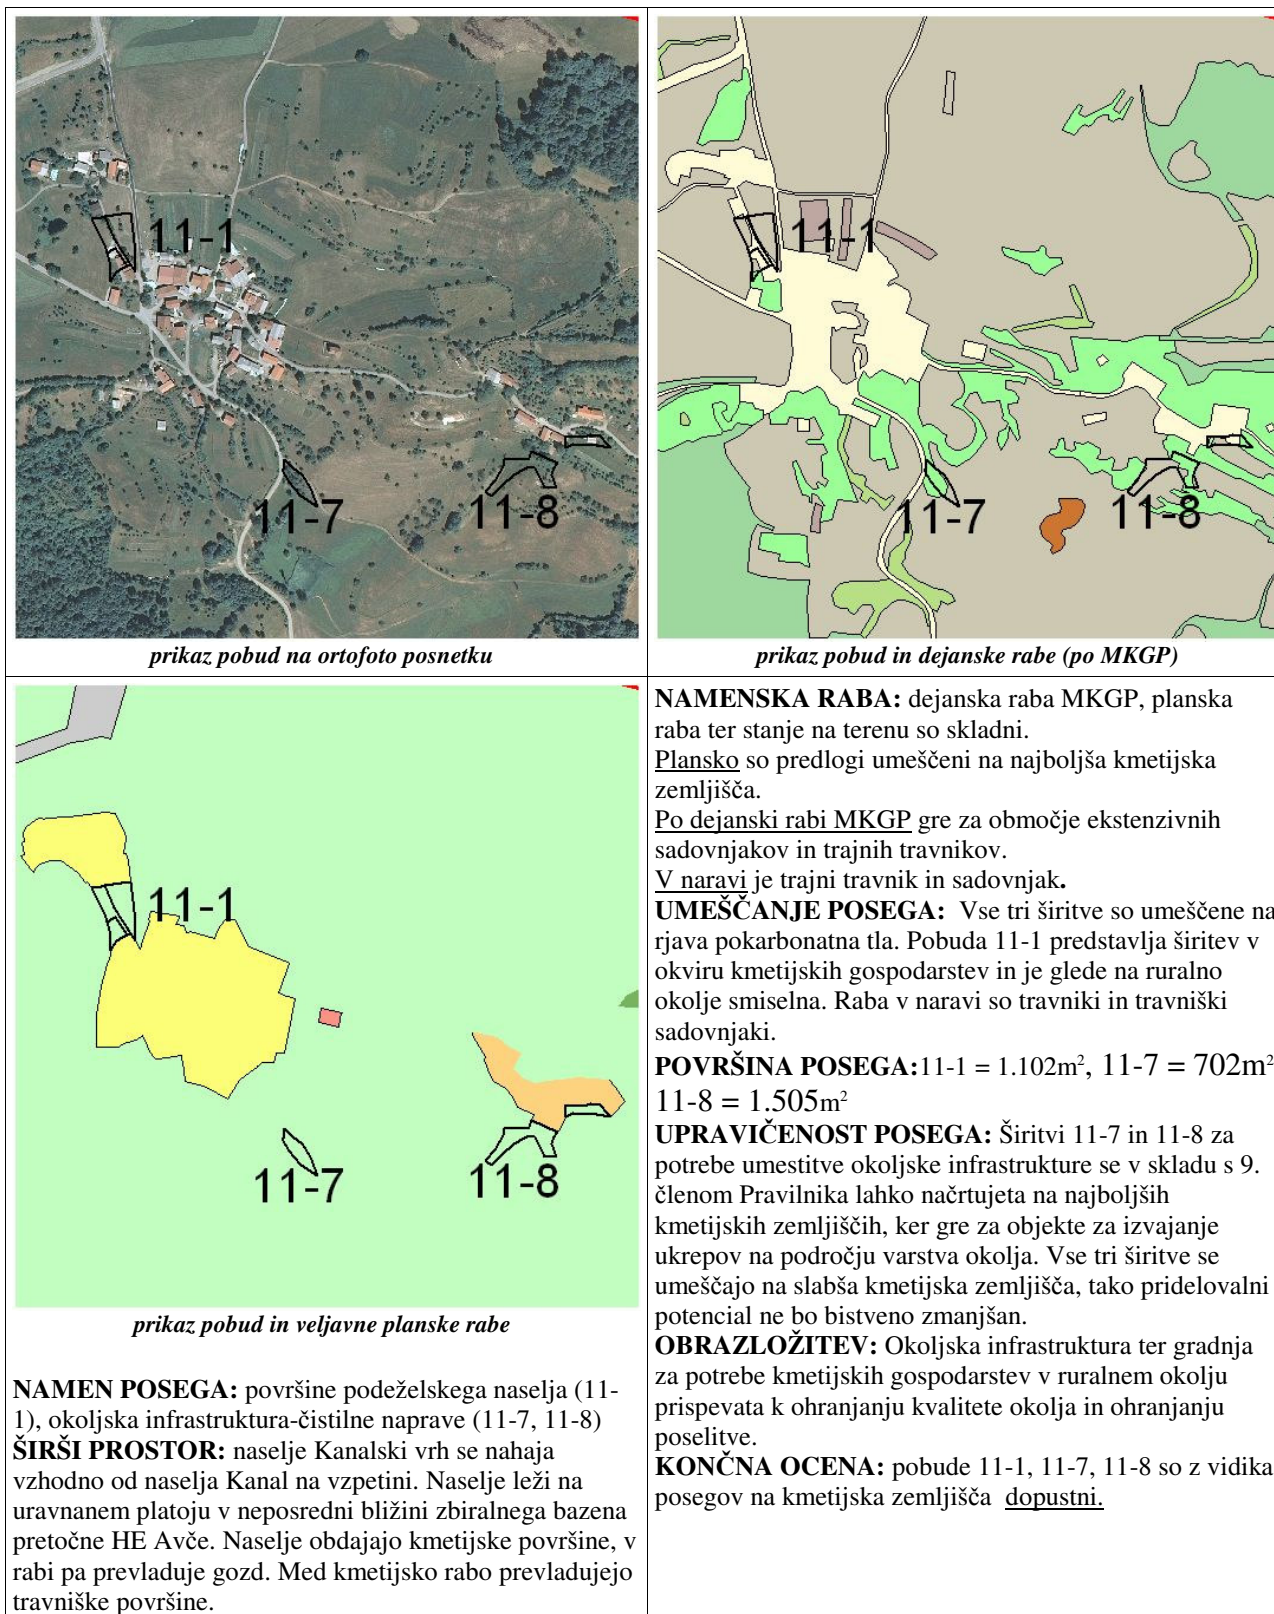 11-1
11-7
11-8
prikaz pobud na ortofoto posnetku
11-1
11-7
11-8
prikaz pobud in dejanske rabe (po MKGP)
11-1
11-7
11-8
prikaz pobud in veljavne planske rabe
NAMEN POSEGA: površine podeželskega naselja (11-
1), okoljska infrastruktura-čistilne naprave (11-7, 11-8)
ŠIRŠI PROSTOR: naselje Kanalski vrh se nahaja
vzhodno od naselja Kanal na vzpetini. Naselje leži na
uravnanem platoju v neposredni bližini zbiralnega bazena
pretočne HE Avče. Naselje obdajajo kmetijske površine, v
rabi pa prevladuje gozd. Med kmetijsko rabo prevladujejo
travniške površine.
NAMENSKA RABA: dejanska raba MKGP, planska
raba ter stanje na terenu so skladni.
Plansko so predlogi umeščeni na najboljša kmetijska
zemljišča.
Po dejanski rabi MKGP gre za območje ekstenzivnih
sadovnjakov in trajnih travnikov.
V naravi je trajni travnik in sadovnjak.
UMEŠČANJE POSEGA: Vse tri širitve so umeščene na
rjava pokarbonatna tla. Pobuda 11-1 predstavlja širitev v
okviru kmetijskih gospodarstev in je glede na ruralno
okolje smiselna. Raba v naravi so travniki in travniški
sadovnjaki.
POVRŠINA POSEGA:11-1 = 1.102m², 11-7 = 702m²
11-8 = 1.505m²
UPRAVIČENOST POSEGA: Širitvi 11-7 in 11-8 za
potrebe umestitve okoljske infrastrukture se v skladu s 9.
členom Pravilnika lahko načrtujeta na najboljših
kmetijskih zemljiščih, ker gre za objekte za izvajanje
ukrepov na področju varstva okolja. Vse tri širitve se
umeščajo na slabša kmetijska zemljišča, tako pridelovalni
potencial ne bo bistveno zmanjšan.
OBRAZLOŽITEV: Okoljska infrastruktura ter gradnja
za potrebe kmetijskih gospodarstev v ruralnem okolju
prispevata k ohranjanju kvalitete okolja in ohranjanju
poselitve.
KONČNA OCENA: pobude 11-1, 11-7, 11-8 so z vidika
posegov na kmetijska zemljišča dopustni.